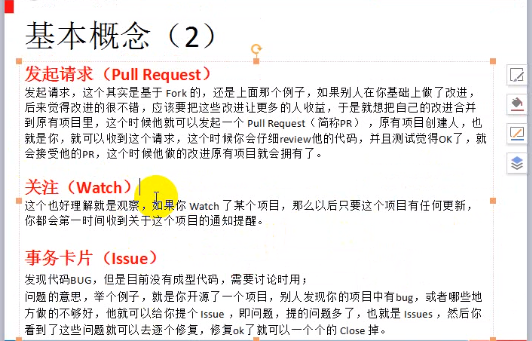 基本概念（2）
发起请求（Pull Request）
发起请求，这个其实是基于 Fork 的，还是上面那个例子，如果别人在你基础上做了改进，
后来觉得改进的很不错，应该要把这些改进让更多的人收益，于是就想把自己的改进合并
到原有项目里，这个时候他就可以发起一个 Pull Request（简称PR） ，原有项目创建人，也
就是你，就可以收到这个请求，这个时候你会仔细review他的代码，并且测试觉得OK了，就
会接受他的PR，这个时候他做的改进原有项目就会拥有了。
关注（Watch）
这个也好理解就是观察，如果你 Watch 了某个项目，那么以后只要这个项目有任何更新，
你都会第一时间收到关于这个项目的通知提醒。
事务卡片（Issue）
发现代码BUG，但是目前没有成型代码，需要讨论时用；
问题的意思，举个例子，就是你开源了一个项目，别人发现你的项目中有bug，或者哪些地
方做的不够好，他就可以给你提个 Issue ，即问题，提的问题多了，也就是 Issues ，然后你
看到了这些问题就可以去逐个修复，修复ok了就可以一个个的 Close 掉。